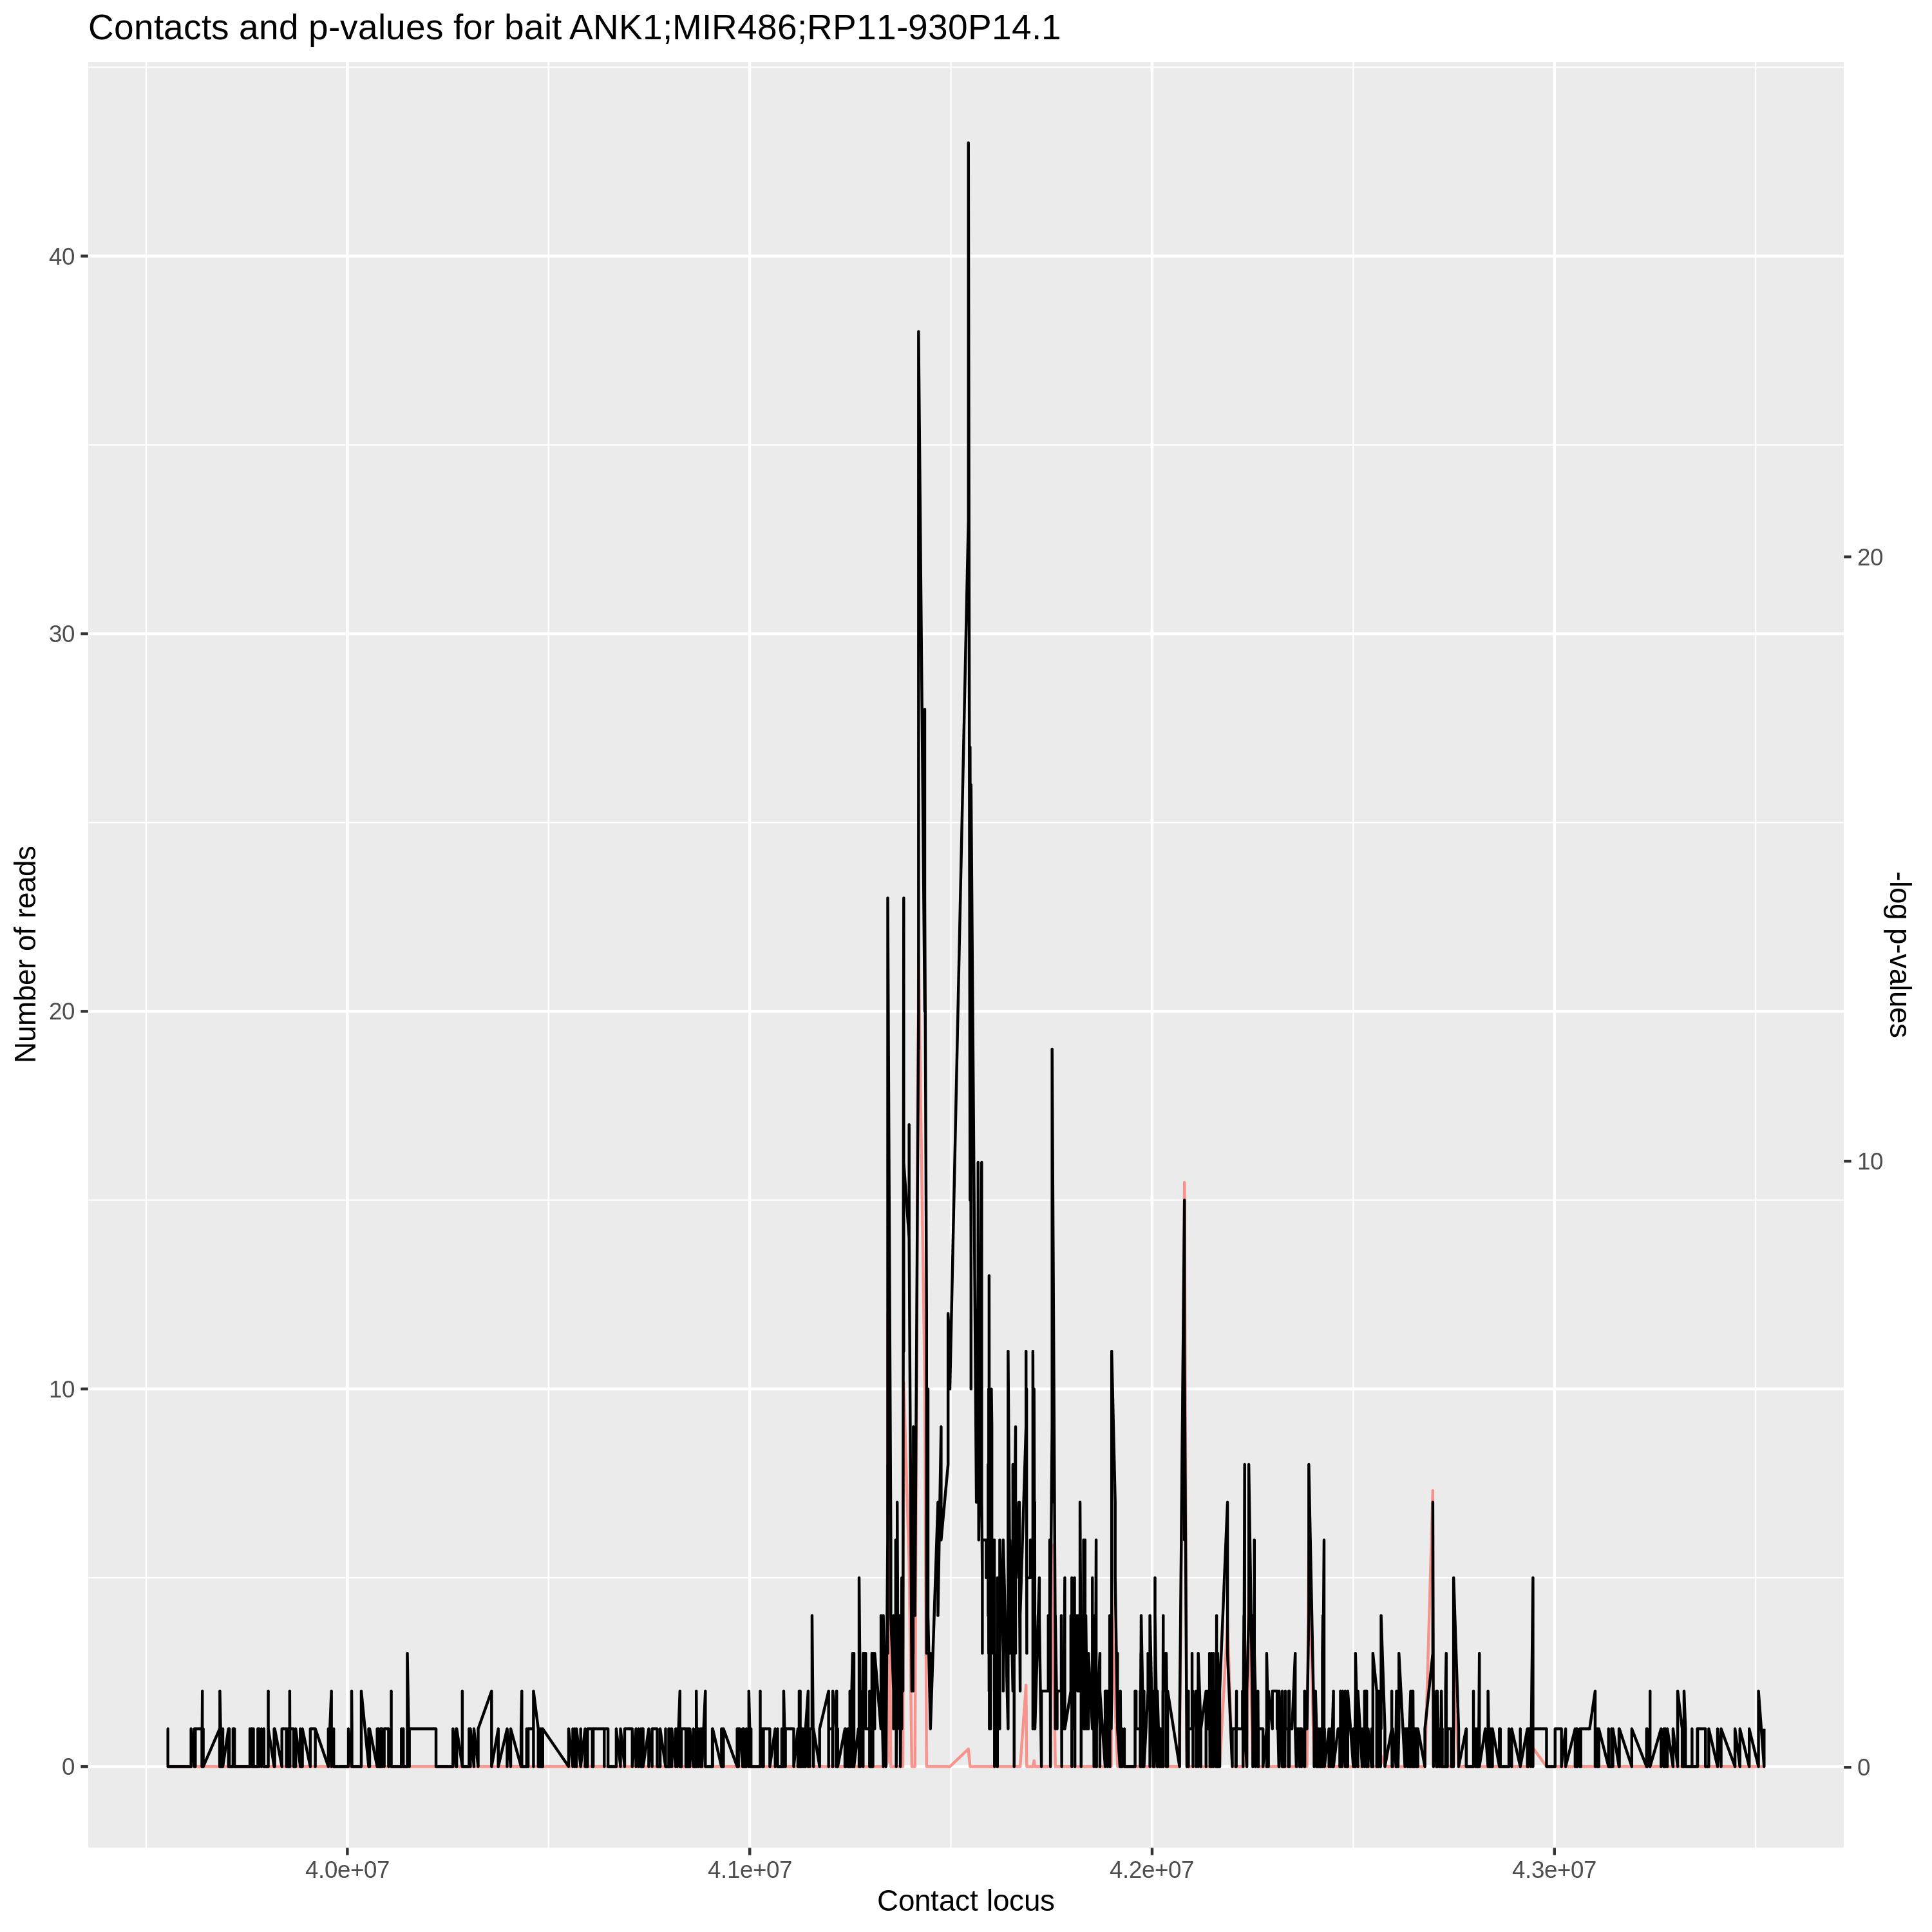 Contacts and p-values for bait ANK1;MIR486;RP11-930P14.1
Number of reads
40
30
20
10
0
20
10
0
-log p-values
4.0e+07
4.1e+07
4.2e+07
4.3e+07
Contact locus